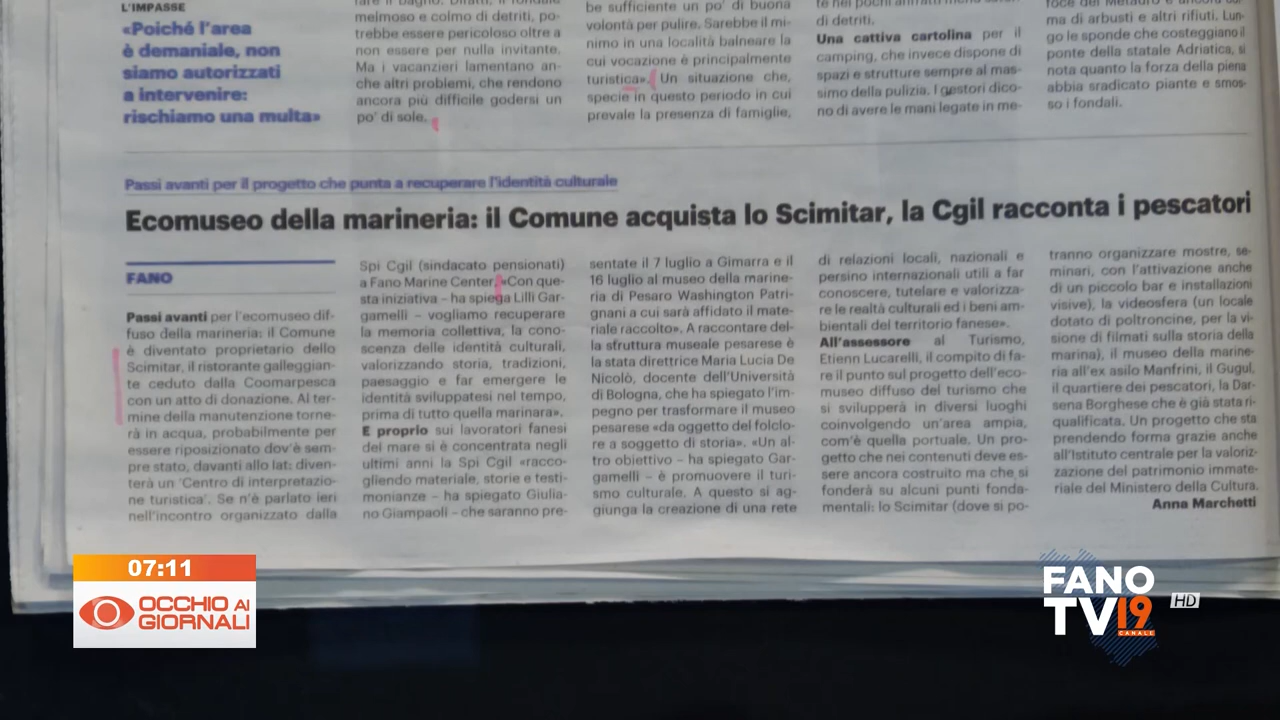 L'IMPASSE
«Poiché l'area
è demaniale, non
siamo autorizzati
a intervenire:
rischiamo una multa»
fare il bagno. Difatti, il fondale
melmoso e colmo di detriti, po-
trebbe essere pericoloso oltre a
non essere per nulla invitante.
Ma i vacanzieri lamentano an-
che altri problemi, che rendono
ancora più difficile godersi un
po' di sole.
be sufficiente un po' di buona
volontà per pulire. Sarebbe il mi-
nimo in una località balneare la
cui vocazione è principalmente
turistica». Un situazione che,
specie in questo periodo in cui
prevale la presenza di famiglie,
te nei pochi anfratti meno
di detriti.
Una cattiva cartolina per il
camping, che invece dispone di
spazi e strutture sempre al mas-
simo della pulizia. I gestori dico-
no di avere le mani legate in me-
foce del Metauro è ancora
ma di arbusti e altri rifiuti. Lun-
go le sponde che costeggiano il
ponte della statale Adriatica, si
nota quanto la forza della piena
abbia sradicato piante e smos-
so i fondali.
Passi avanti per il progetto che punta a recuperare l'identità culturale
Ecomuseo della marineria: il Comune acquista lo Scimitar, la Cgil racconta i pescatori
FANO
Passi avanti per l'ecomuseo dif-
fuso della marineria: il Comune
è diventato proprietario dello
Scimitar, il ristorante galleggian-
te ceduto dalla Coomarpesca
con un atto di donazione. Al ter-
mine della manutenzione torne-
rà in acqua, probabilmente per
essere riposizionato dov'è sem-
pre stato, davanti allo Iat: diven-
terà un 'Centro di interpretazio-
ne turistica'. Se n'è parlato ieri
nell'incontro organizzato dalla
Spi Cgil (sindacato pensionati)
a Fano Marine Center. «Con que-
sta iniziativa – ha spiega Lilli Gar-
gamelli – vogliamo recuperare
la memoria collettiva, la cono-
scenza delle identità culturali,
valorizzando storia, tradizioni,
paesaggio e far emergere le
identità sviluppatesi nel tempo,
prima di tutto quella marinara».
E proprio sui lavoratori fanesi
del mare si è concentrata negli
ultimi anni la Spi Cgil «racco-
gliendo materiale, storie e testi-
monianze – ha spiegato Giulia-
no Giampaoli – che saranno pre-
sentate il 7 luglio a Gimarra e il
16 luglio al museo della marine-
ria di Pesaro Washington Patri-
gnani a cui sarà affidato il mate-
riale raccolto». A raccontare del-
la sfruttura museale pesarese è
la stata direttrice Maria Lucia De
Nicolò, docente dell'Università
di Bologna, che ha spiegato l'im-
pegno per trasformare il museo
pesarese «da oggetto del folclo-
re a soggetto di storia». «Un al-
tro obiettivo – ha spiegato Gar-
gamelli – è promuovere il turi-
smo culturale. A questo si ag-
giunga la creazione di una rete
di relazioni locali, nazionali e
persino internazionali utili a far
conoscere, tutelare e valorizza-
re le realtà culturali ed i beni am-
bientali del territorio fanese».
All'assessore al Turismo,
Etienn Lucarelli, il compito di fa-
re il punto sul progetto dell'eco-
museo diffuso del turismo che
si svilupperà in diversi luoghi
coinvolgendo un'area ampia,
com'è quella portuale. Un pro-
getto che nei contenuti deve es-
sere ancora costruito ma che si
fonderà su alcuni punti fonda-
mentali: lo Scimitar (dove si po-
tranno organizzare mostre, se-
minari, con l'attivazione anche
di un piccolo bar e installazioni
visive), la videosfera (un locale
dotato di poltroncine, per la vi-
sione di filmati sulla storia della
marina), il museo della marine-
ria all'ex asilo Manfrini, il Gugul,
il quartiere dei pescatori, la Dar-
sena Borghese che è già stata ri-
qualificata. Un progetto che sta
prendendo forma grazie anche
all'Istituto centrale per la valoriz-
zazione del patrimonio immate-
riale del Ministero della Cultura.
Anna Marchetti
07:11
OCCHIO AI
GIORNALI
FANO
TV19
CANALE
HD